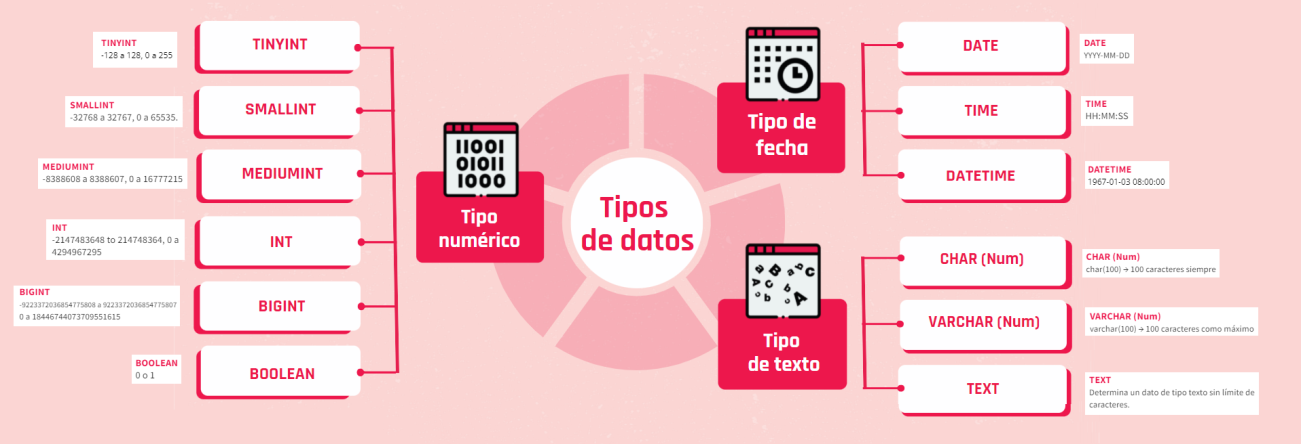 TINYINT
-128 a 128, 0 a 255
TINYINT
SMALLINT
-32768 a 32767, 0 a 65535.
SMALLINT
MEDIUMINT
-8388608 a 8388607, 0 a 16777215
MEDIUMINT
INT
-2147483648 to 214748364, 0 a
4294967295
INT
BIGINT
-9223372036854775808 a 9223372036854775807
0 a 18446744073709551615
BIGINT
BOOLEAN
0 o 1
BOOLEAN
11001
01011
1000
Tipo
numérico
Tipos
de datos
Tipo de
fecha
DATE
DATE
YYYY-MM-DD
TIME
TIME
HH:MM:SS
DATETIME
DATETIME
1967-01-03 08:00:00
a B a b c
A C
c b A
Tipo
de texto
CHAR (Num)
CHAR (Num)
char(100) → 100 caracteres siempre
VARCHAR (Num)
VARCHAR (Num)
varchar(100) → 100 caracteres como máximo
TEXT
TEXT
Determina un dato de tipo texto sin límite de
caracteres.